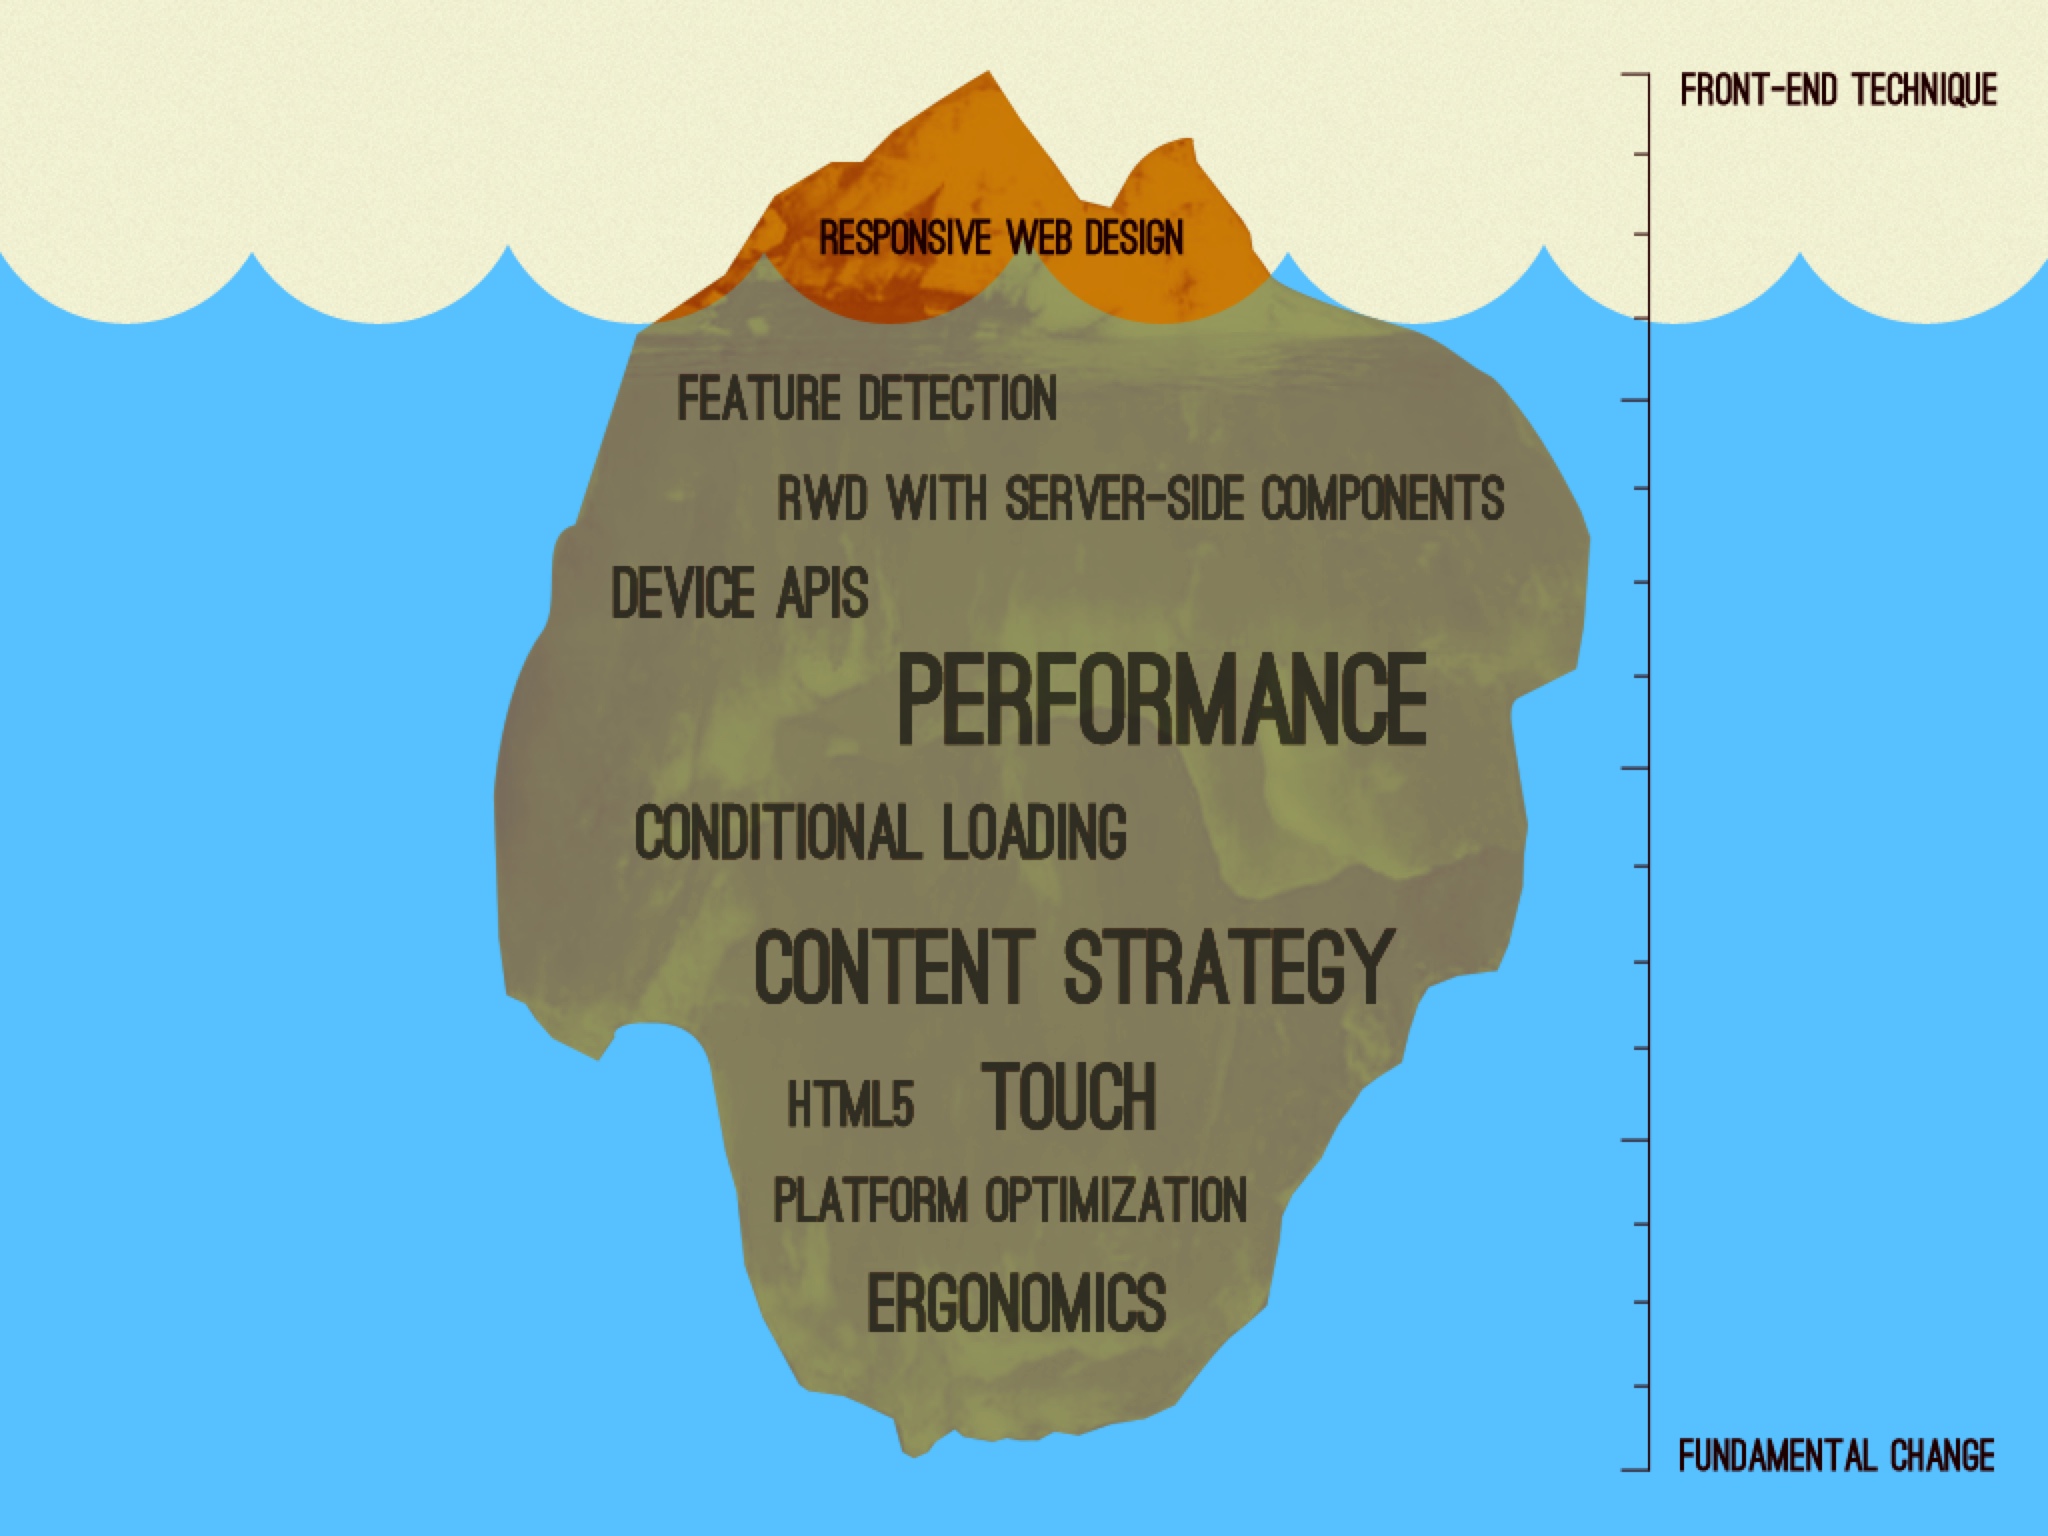 FRONT-END TECHNIQUE
RESPONSIVE WEB DESIGN
FEATURE DETECTION
RWD WITH SERVER-SIDE COMPONENTS
DEVICE APIS
PERFORMANCE
CONDITIONAL LOADING
CONTENT STRATEGY
HTML5 TOUCH
PLATFORM OPTIMIZATION
ERGONOMICS
FUNDAMENTAL CHANGE